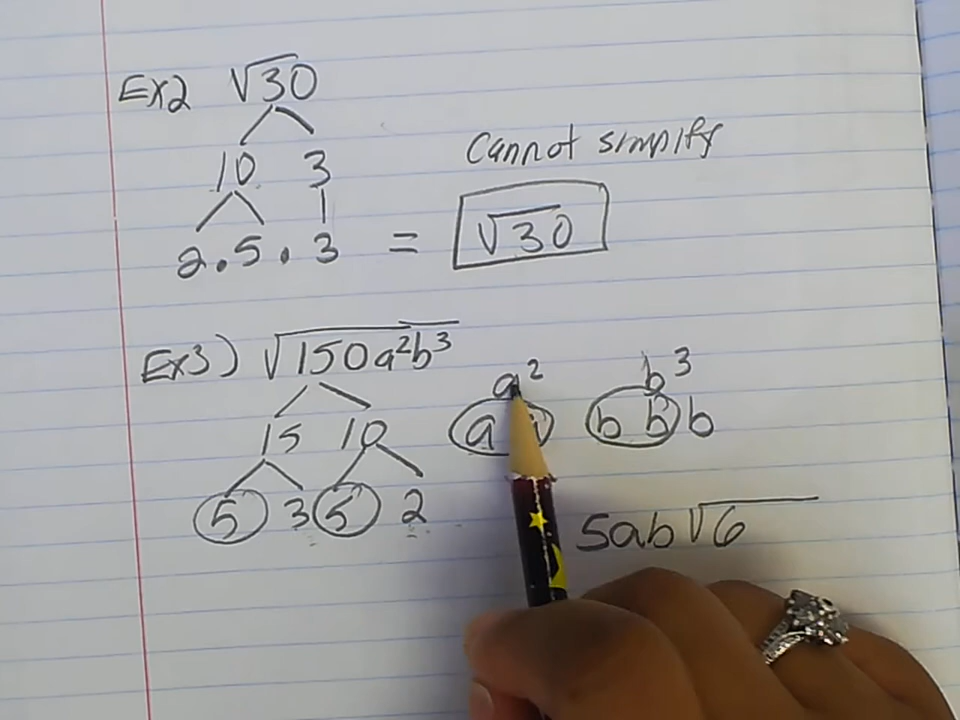 Ex2 √30
10 3
Cannot simplify
2.5.3 = √30
Ex3) √150a²b³
a² b³
15 10 a b b b
5 3 5 2
5ab√6